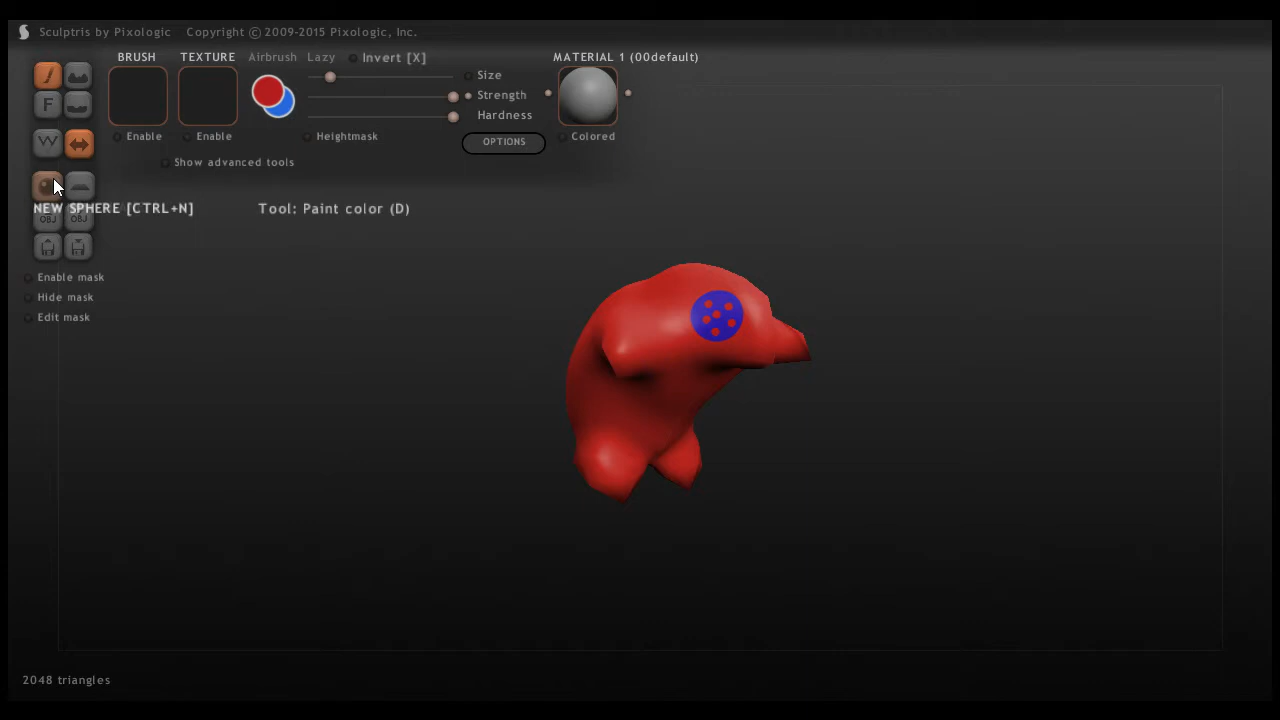 Sculptris by Pixologic Copyright © 2009-2015 Pixologic, Inc.
BRUSH TEXTURE Airbrush Lazy Invert [X] MATERIAL 1 (00default)
Size
F Strength
Hardness
Enable Enable Heightmask OPTIONS Colored
Show advanced tools
NEW SPHERE [CTRL+N] Tool: Paint color (D)
OBJ OBJ
Enable mask
Hide mask
Edit mask
2048 triangles